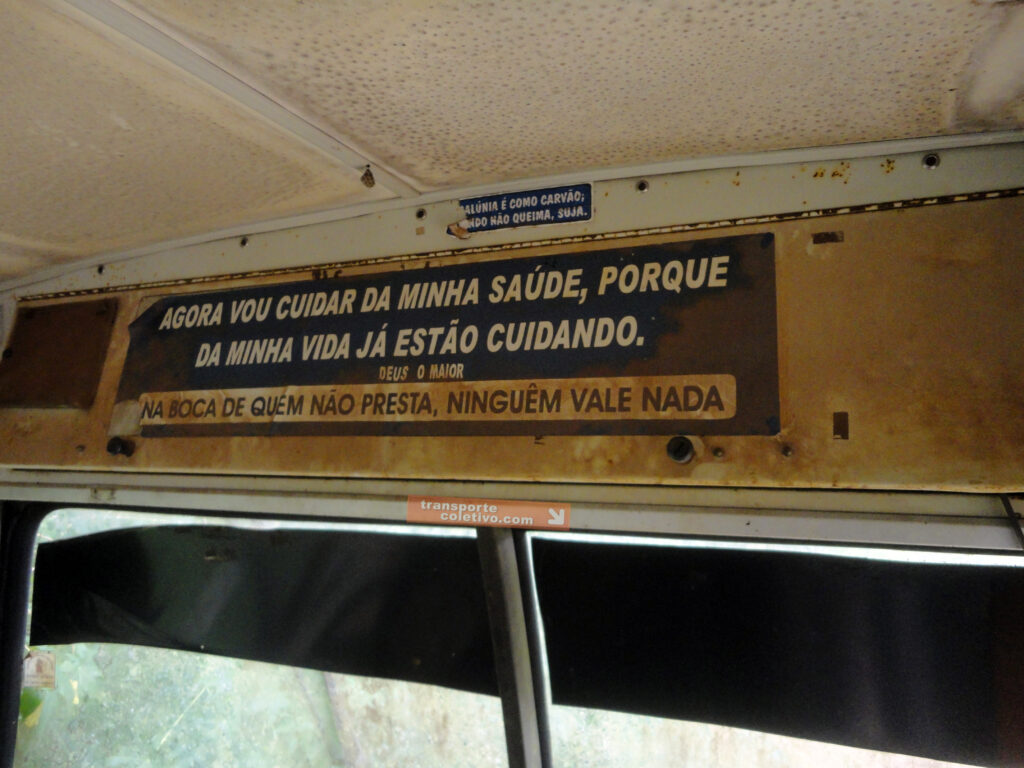 ALÚNIA É COMO CARVÃO;
NDO NÃO QUEIMA, SUJA.
AGORA VOU CUIDAR DA MINHA SAÚDE, PORQUE
DA MINHA VIDA JÁ ESTÃO CUIDANDO.
DEUS O MAIOR
NA BOCA DE QUEM NÃO PRESTA, NINGUÊM VALE NADA
transporte
coletivo.com